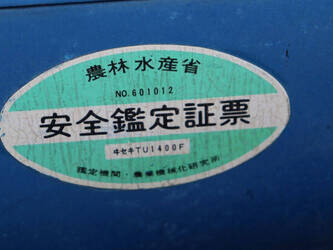 農林水産省
NO.601012
安全鑑定証票
ヰセキTU1400F
鑑定機関・農業機械化研究所